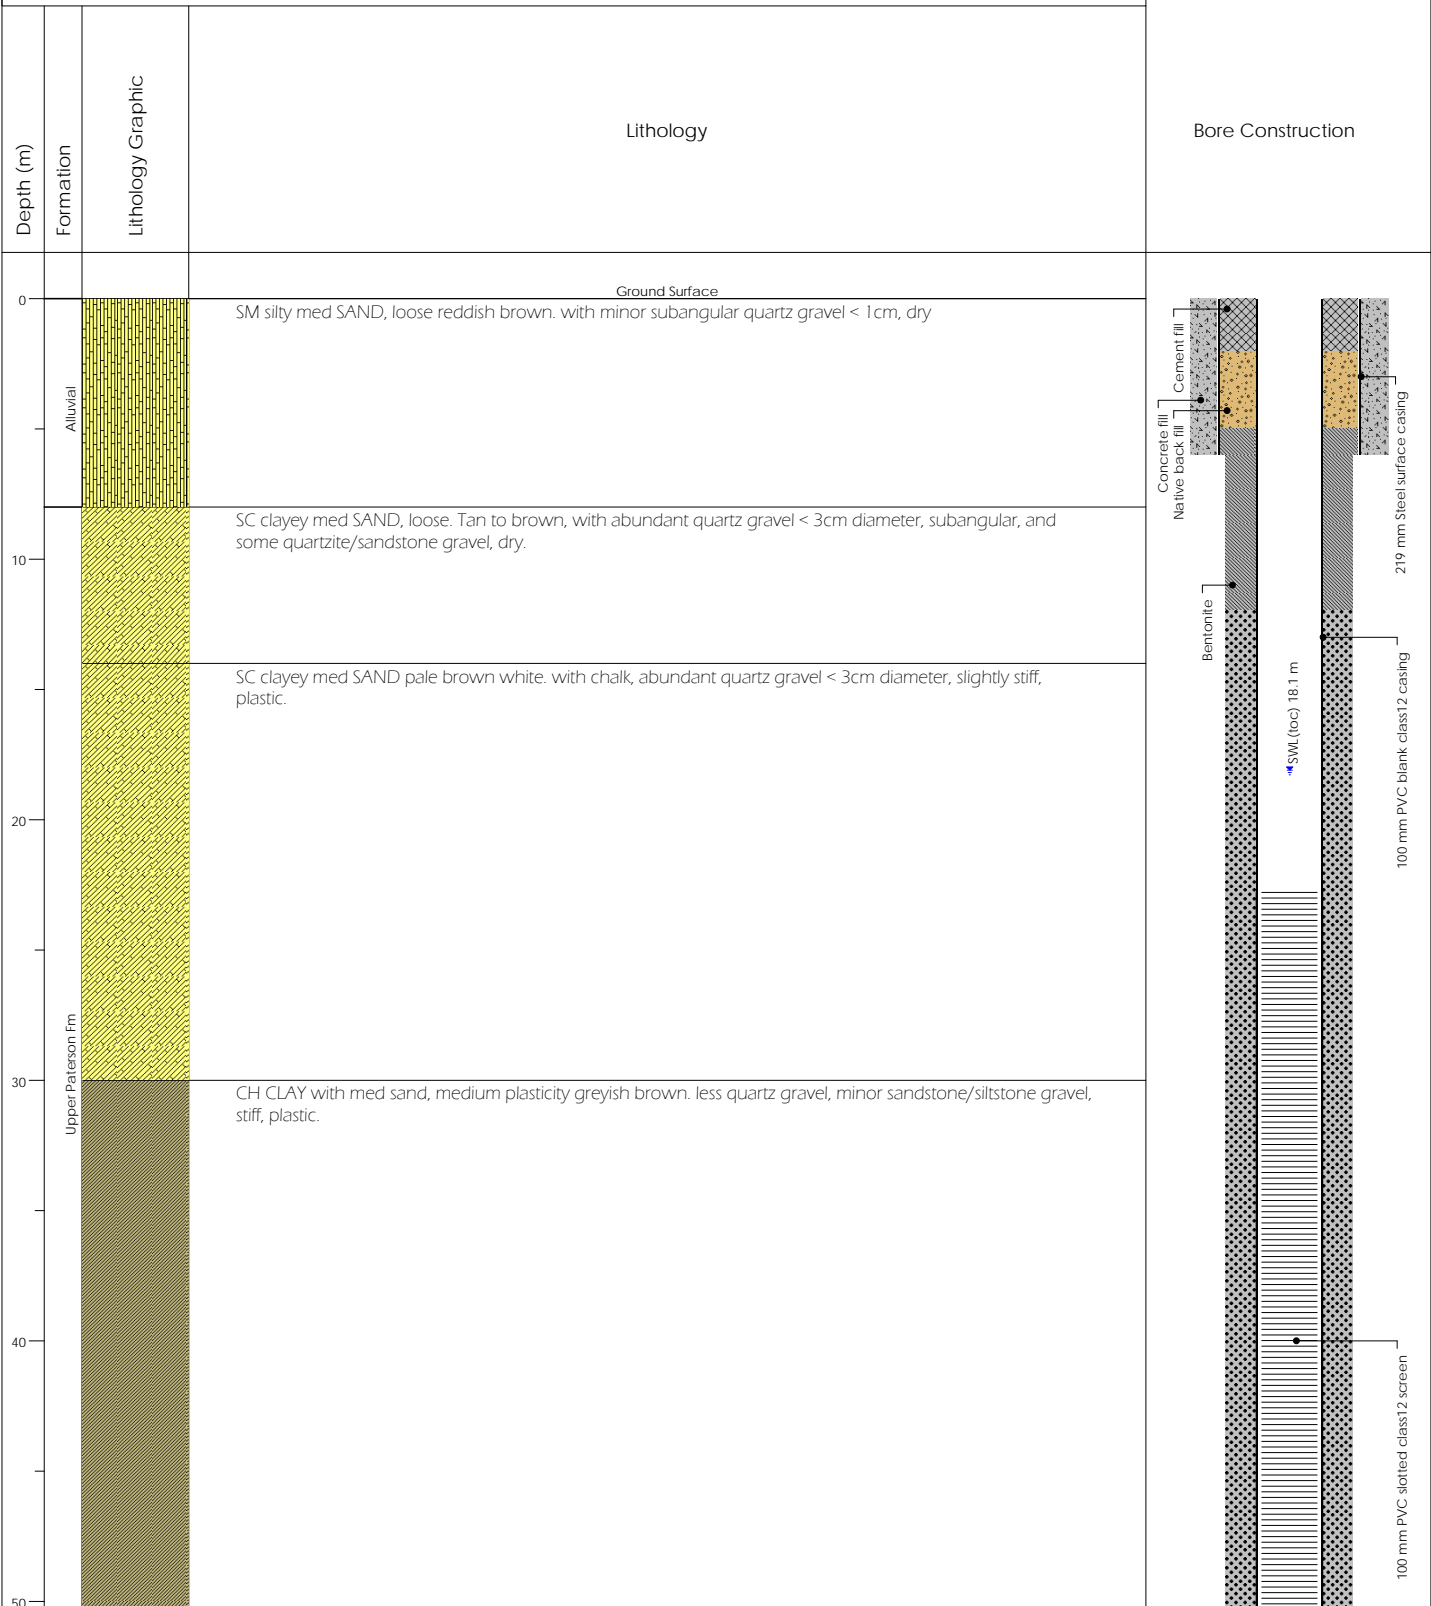 Depth (m)
Formation
Lithology Graphic
Lithology
Bore Construction
Ground Surface
0
SM silty med SAND, loose reddish brown. with minor subangular quartz gravel < 1cm, dry
Alluvial
Cement fill
Concrete fill
Native back fill
219 mm Steel surface casing
SC clayey med SAND, loose. Tan to brown, with abundant quartz gravel < 3cm diameter, subangular, and
some quartzite/sandstone gravel, dry.
10
Bentonite
SC clayey med SAND pale brown white. with chalk, abundant quartz gravel < 3cm diameter, slightly stiff,
plastic.
SWL(toc) 18.1 m
100 mm PVC blank class12 casing
20
Upper Paterson Fm
30
CH CLAY with med sand, medium plasticity greyish brown. less quartz gravel, minor sandstone/siltstone gravel,
stiff, plastic.
40
100 mm PVC slotted class12 screen
50